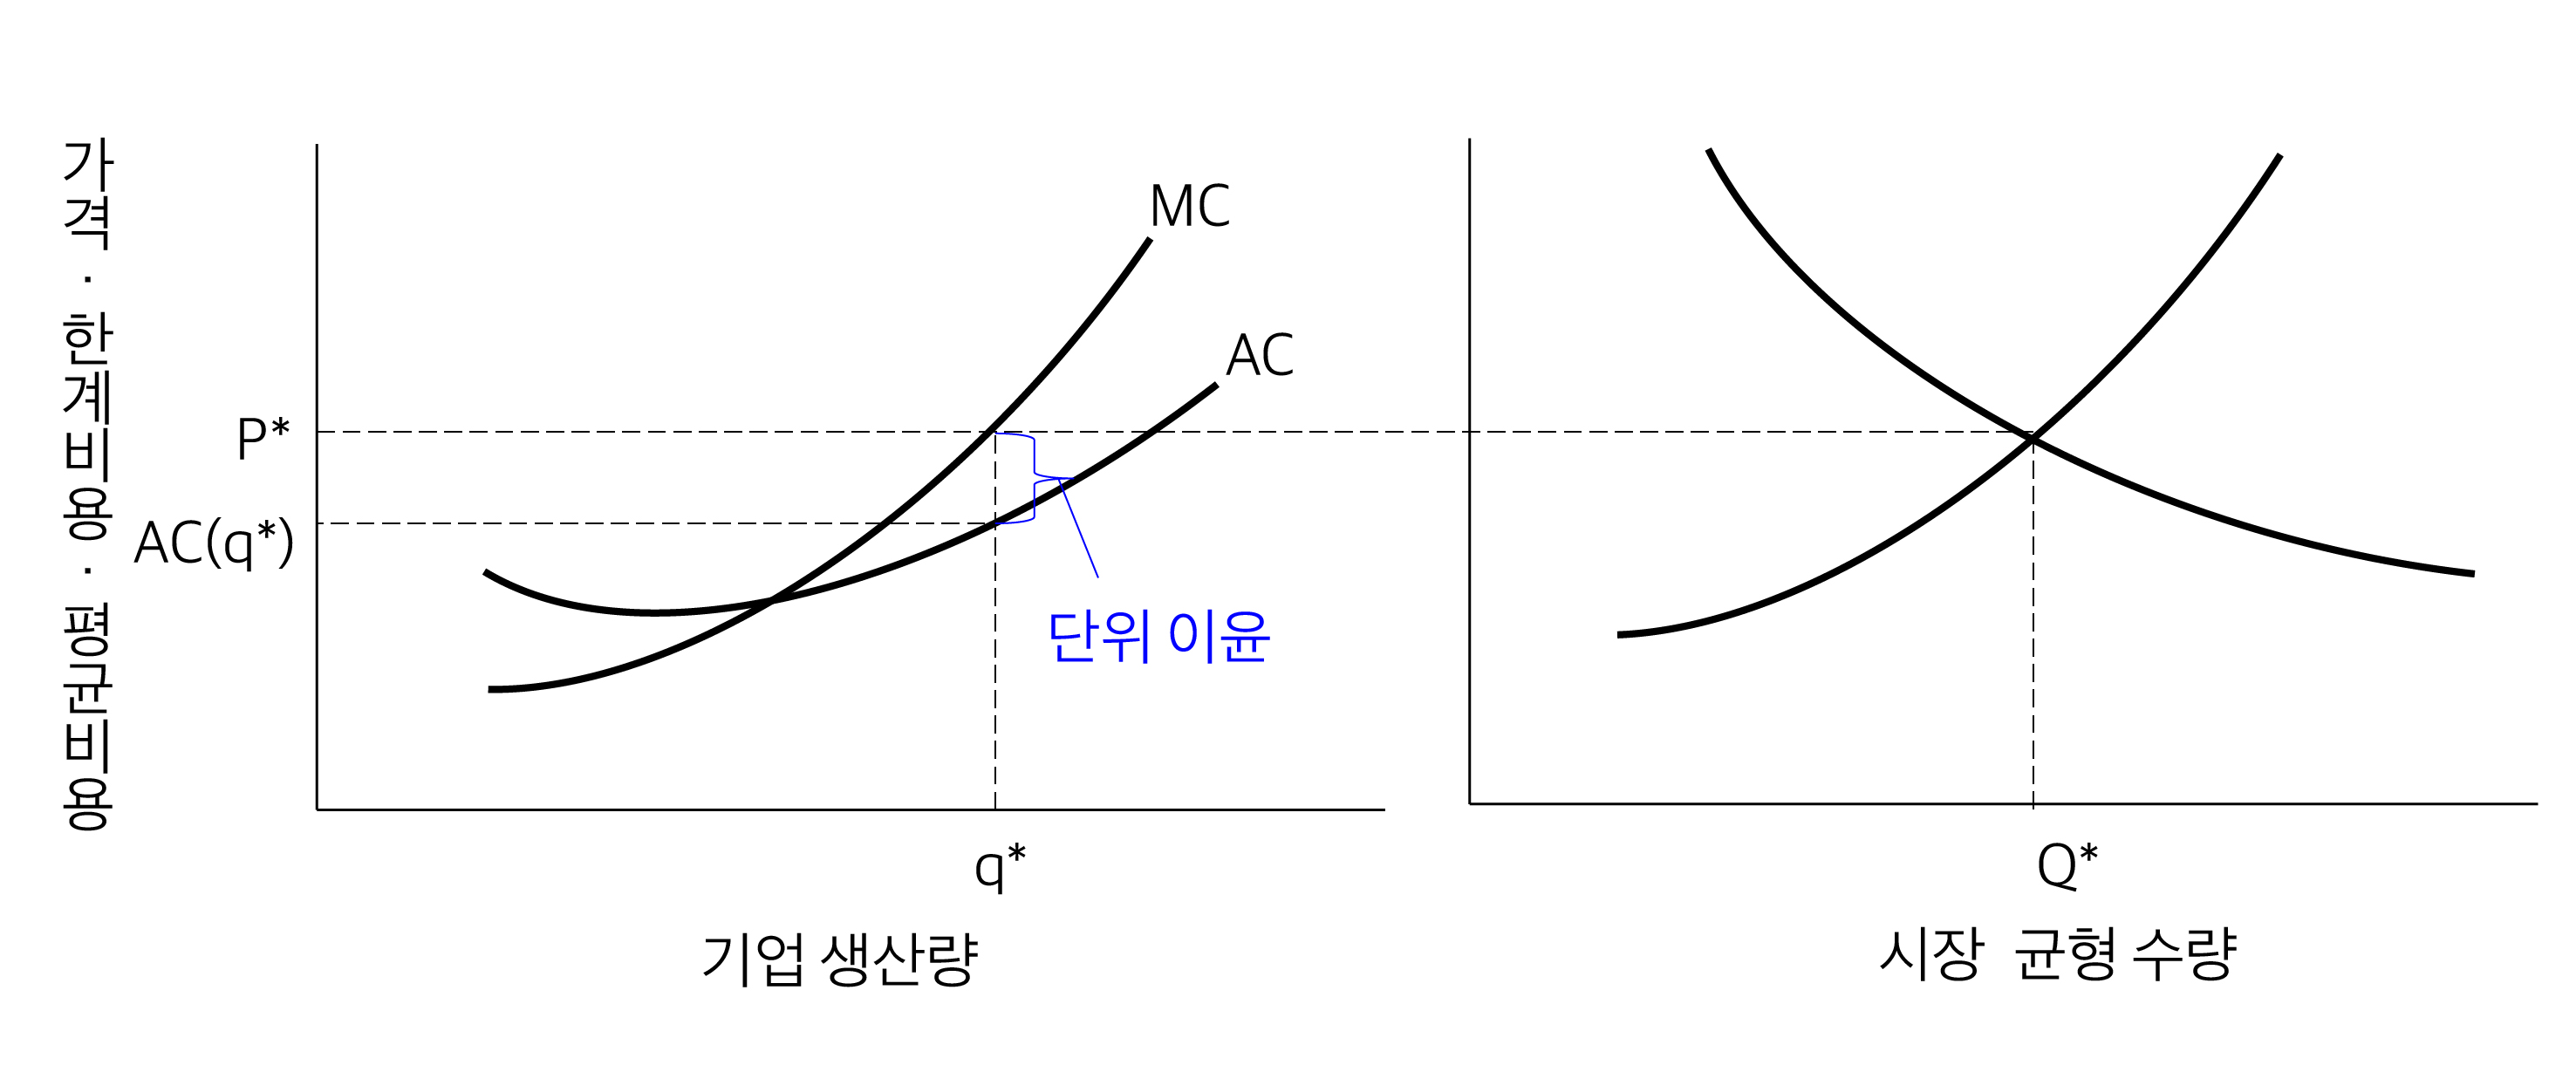 가격 · 한계비용 · 평균비용
MC
AC
P*
AC(q*)
단위 이윤
q*
Q*
기업 생산량
시장 균형 수량